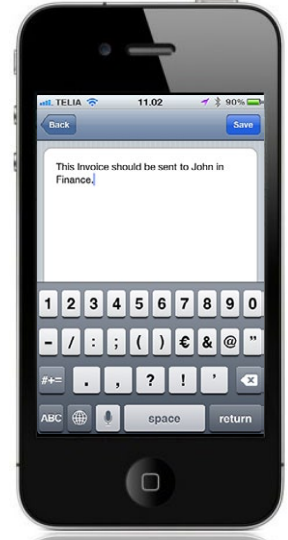 TELIA 11.02 90%
Back Save
This Invoice should be sent to John in
Finance.
1 2 3 4 5 6 7 8 9 0
- / : ; ( ) € & @ "
#+= . , ? ! '
ABC space return